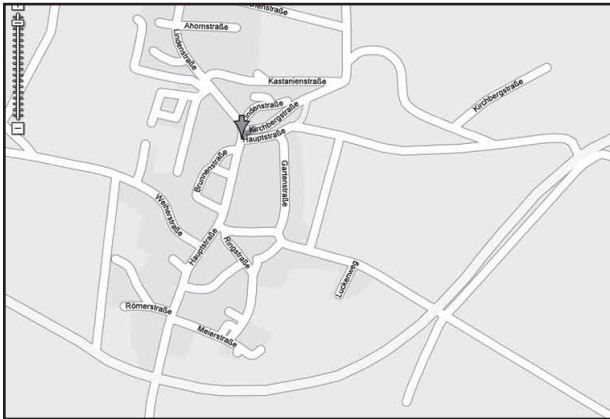 Ahornstraße
Lindenstraße
Kastanienstraße
Kirchbergstraße
Kirchbergstraße
Hauptstraße
Brunnenstraße
Gartenstraße
Weiherstraße
Hauptstraße
Ringstraße
Luckenweg
Römerstraße
Meierstraße